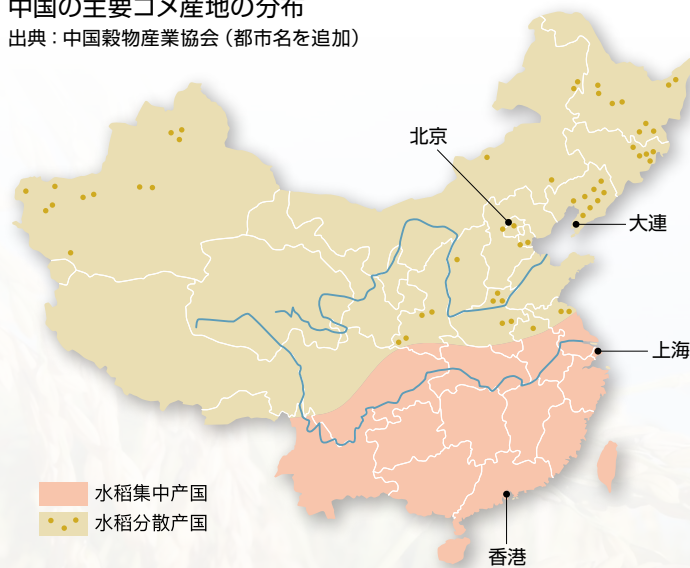 中国の主要コメ産地の分布
出典：中国穀物産業協会（都市名を追加）
北京
大連
上海
水稻集中产国
水稻分散产国
香港